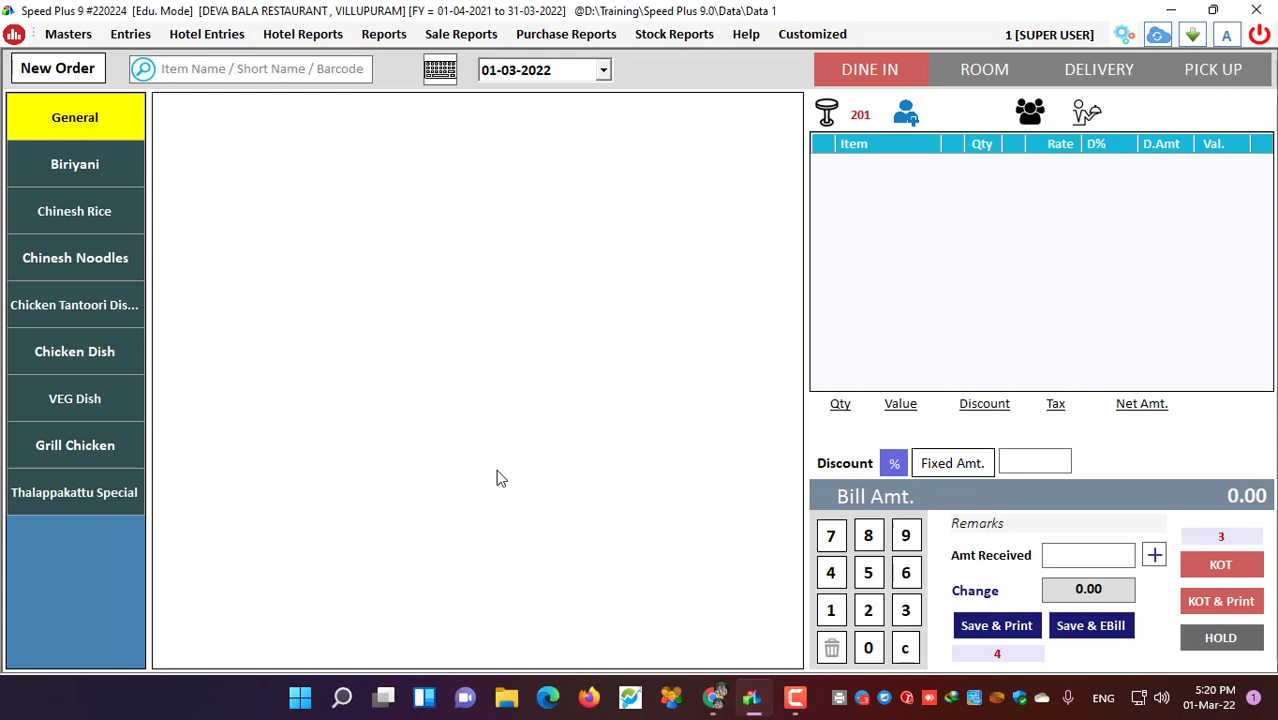 Speed Plus 9 #220224 [Edu. Mode] [DEVA BALA RESTAURANT , VILLUPURAM] [FY = 01-04-2021 to 31-03-2022] @D:\Training\Speed Plus 9.0\Data\Data 1
Masters Entries Hotel Entries Hotel Reports Reports Sale Reports Purchase Reports Stock Reports Help Customized 1 [SUPER USER] A
New Order Item Name / Short Name / Barcode 01-03-2022 DINE IN ROOM DELIVERY PICK UP
General
Biriyani
Chinesh Rice
Chinesh Noodles
Chicken Tantoori Dis...
Chicken Dish
VEG Dish
Grill Chicken
Thalappakattu Special
201
Item Qty Rate D% D.Amt Val.
Qty Value Discount Tax Net Amt.
Discount % Fixed Amt.
Bill Amt. 0.00
7 8 9
4 5 6
1 2 3
0 c
Remarks
Amt Received
Change 0.00
Save & Print Save & EBill
4
3
KOT
KOT & Print
HOLD
ENG
5:20 PM
01-Mar-22
1